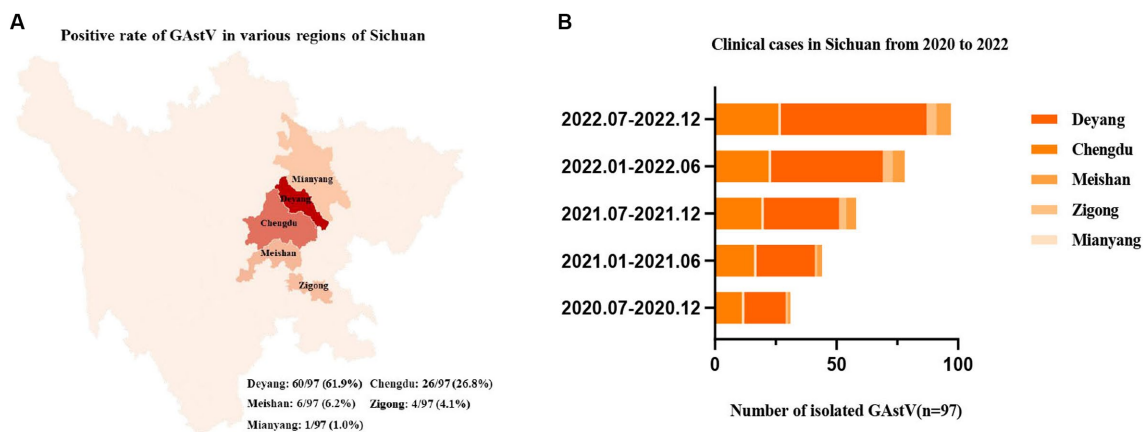 A
Positive rate of GAstV in various regions of Sichuan
Mianyang
Deyang
Chengdu
Meishan
Zigong
Deyang: 60/97 (61.9%) Chengdu: 26/97 (26.8%)
Meishan: 6/97 (6.2%) Zigong: 4/97 (4.1%)
Mianyang: 1/97 (1.0%)
B
Clinical cases in Sichuan from 2020 to 2022
2022.07-2022.12
2022.01-2022.06
2021.07-2021.12
2021.01-2021.06
2020.07-2020.12
0 50 100
Number of isolated GAstV(n=97)
Deyang
Chengdu
Meishan
Zigong
Mianyang